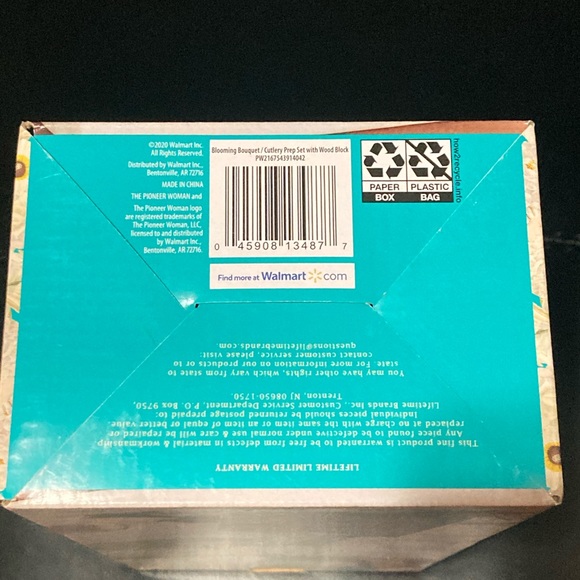 ©2020 Walmart Inc.
All Rights Reserved.
Distributed by Walmart Inc.,
Bentonville, AR 72716
MADE IN CHINA
THE PIONEER WOMAN and
The Pioneer Woman logo
are registered trademarks of
The Pioneer Woman, LLC,
licensed to and distributed
by Walmart Inc.,
Bentonville, AR 72716.
Blooming Bouquet / Cutlery Prep Set with Wood Block
PW2167543914042
0 45908 13487 7
Find more at Walmart.com
PAPER
BOX
PLASTIC
BAG
how2recycle.info
LIFETIME LIMITED WARRANTY
This fine product is warranted to be free from defects in material & workmanship
Any piece found to be defective under normal use & care will be repaired or
replaced at no charge with the same item or an item of equal or better value.
Individual pieces should be returned postage prepaid to:
Lifetime Brands, Inc., Customer Service Department, P.O. Box 9750,
Trenton, NJ 08650-1750.
You may have other rights, which vary from state to
state. For more information on our products or to
contact customer service, please visit:
questions@lifetimebrands.com.